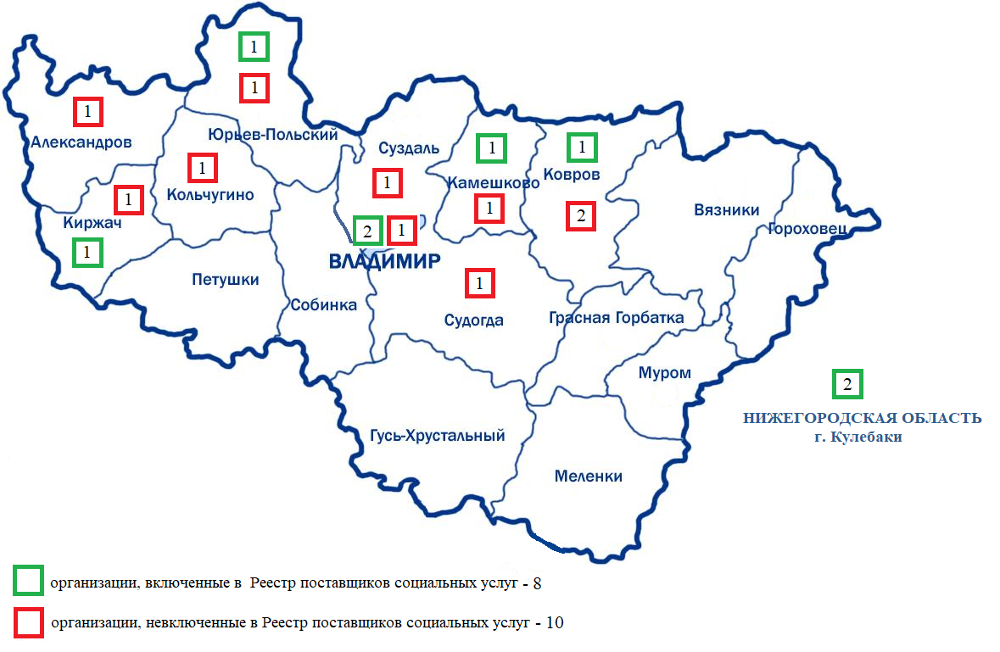 1
1
1
Александров
Юрьев-Польский
1
1
Суздаль
1
Ковров
1
Камешково
1
Кольчугино
1
1
2
Вязники
Киржач
2
1
Гороховец
1
ВЛАДИМИР
Петушки
1
Собинка
Судогда
Грасная Горбатка
Муром
2
НИЖЕГОРОДСКАЯ ОБЛАСТЬ
г. Кулебаки
Гусь-Хрустальный
Меленки
организации, включенные в Реестр поставщиков социальных услуг - 8
организации, невключенные в Реестр поставщиков социальных услуг - 10